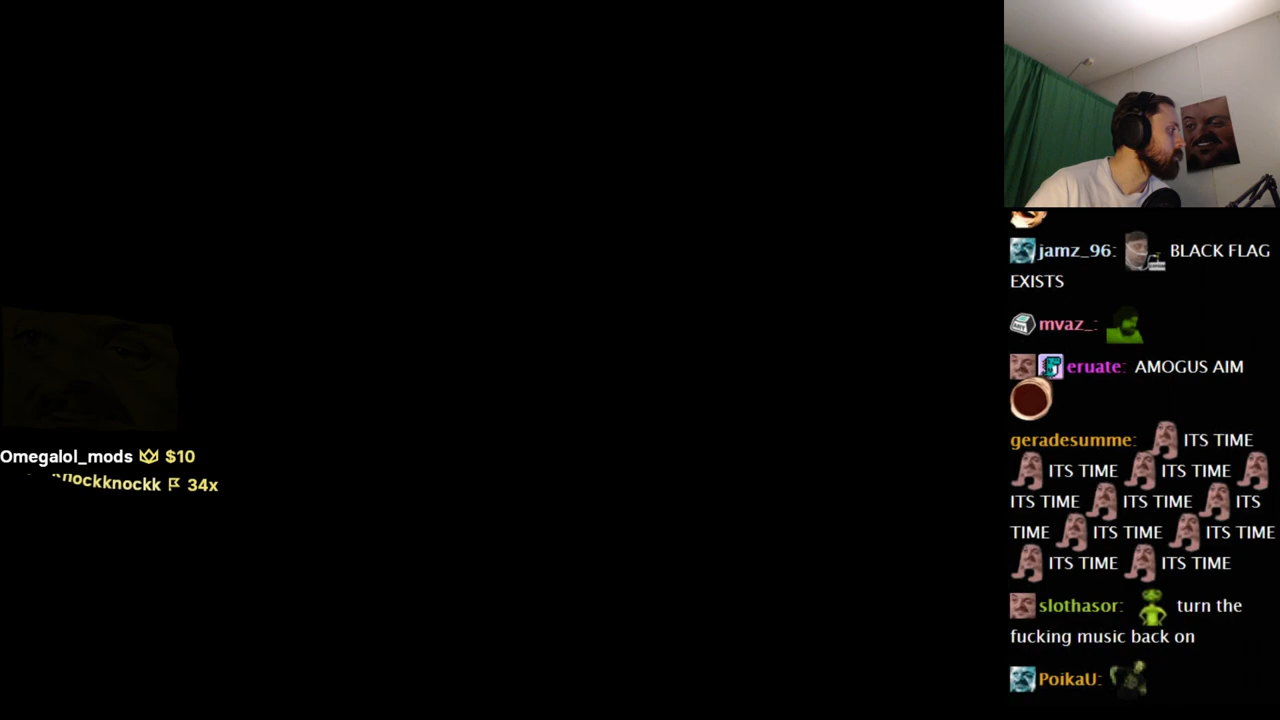 jamz_96: BLACK FLAG
EXISTS
mvaz_:
eruate: AMOGUS AIM
geradesumme: ITS TIME
ITS TIME ITS TIME
ITS TIME ITS TIME ITS
TIME ITS TIME ITS TIME
ITS TIME ITS TIME
slothasor: turn the
fucking music back on
PoikaU:
Omegalol_mods $10
34x